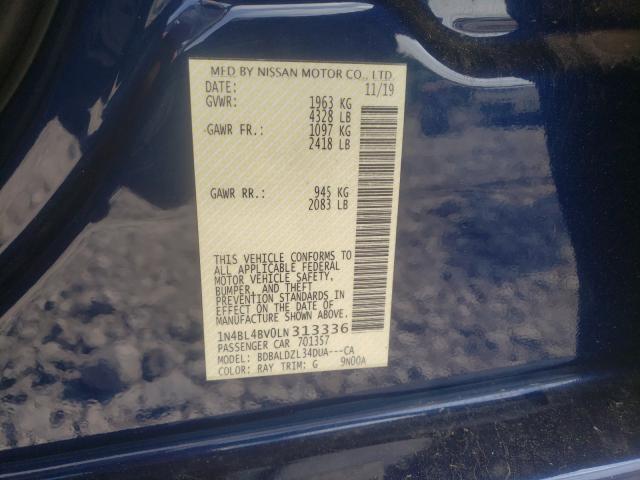 MFD BY NISSAN MOTOR CO., LTD.
DATE: 11/19
GVWR: 1963 KG
4328 LB
GAWR FR.: 1097 KG
2418 LB
GAWR RR.: 945 KG
2083 LB
THIS VEHICLE CONFORMS TO
ALL APPLICABLE FEDERAL
MOTOR VEHICLE SAFETY,
BUMPER, AND THEFT
PREVENTION STANDARDS IN
EFFECT ON THE DATE OF
MANUFACTURE SHOWN ABOVE.
1N4BL4BV0LN313336
PASSENGER CAR 701357
MODEL: BDBALDZL34DUA---CA
COLOR: RAY TRIM: G 9N00A